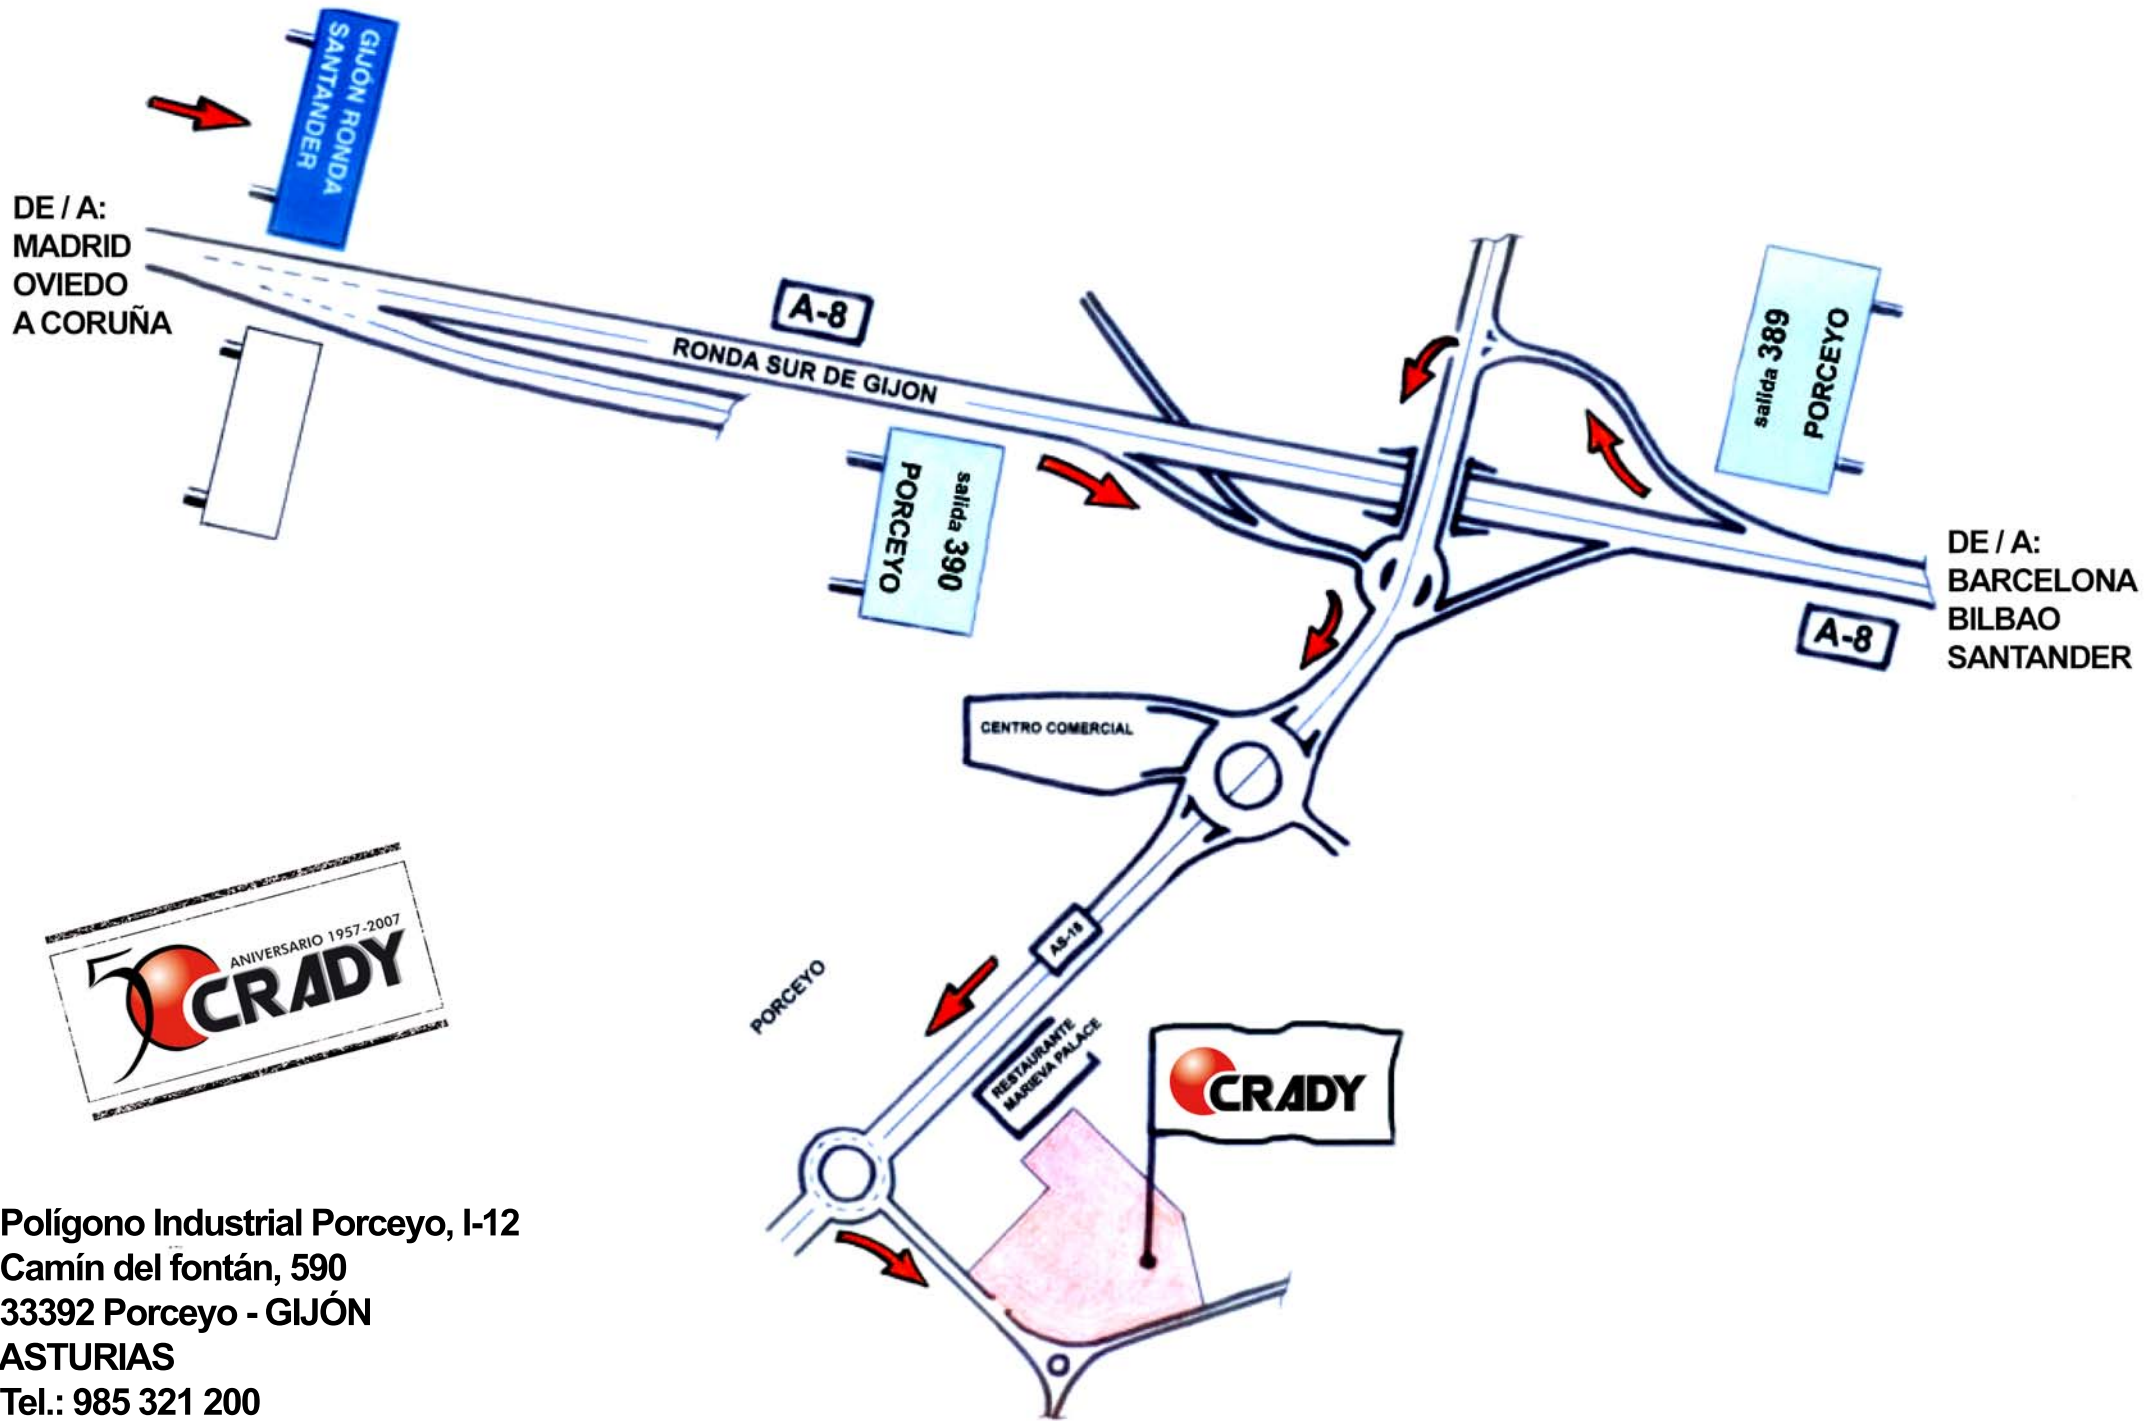 GIJÓN RONDA
SANTANDER
DE / A:
MADRID
OVIEDO
A CORUÑA
A-8
RONDA SUR DE GIJON
salida 390
PORCEYO
salida 389
PORCEYO
DE / A:
BARCELONA
BILBAO
SANTANDER
A-8
CENTRO COMERCIAL
AS-18
PORCEYO
RESTAURANTE
MARIEVA PALACE
CRADY
50
ANIVERSARIO 1957-2007
CRADY
Polígono Industrial Porceyo, I-12
Camín del fontán, 590
33392 Porceyo - GIJÓN
ASTURIAS
Tel.: 985 321 200